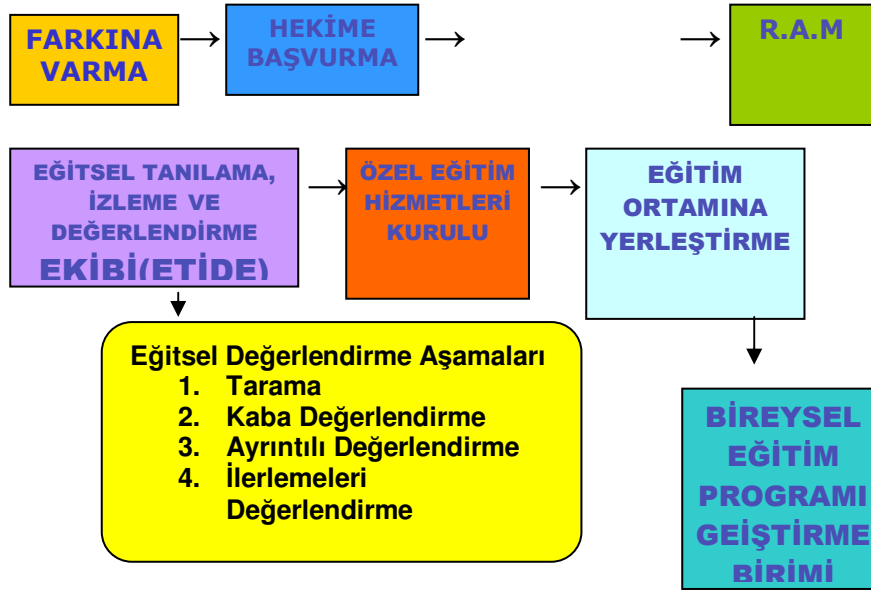 FARKINA
VARMA
→
HEKİME
BAŞVURMA
→
→
R.A.M
EĞİTSEL TANILAMA,
İZLEME VE
DEĞERLENDİRME
EKİBİ(ETİDE)
→
ÖZEL EĞİTİM
HİZMETLERİ
KURULU
→
EĞİTİM
ORTAMINA
YERLEŞTİRME
Eğitsel Değerlendirme Aşamaları
1. Tarama
2. Kaba Değerlendirme
3. Ayrıntılı Değerlendirme
4. İlerlemeleri
Değerlendirme
BİREYSEL
EĞİTİM
PROGRAMI
GEİŞTİRME
BİRİMİ